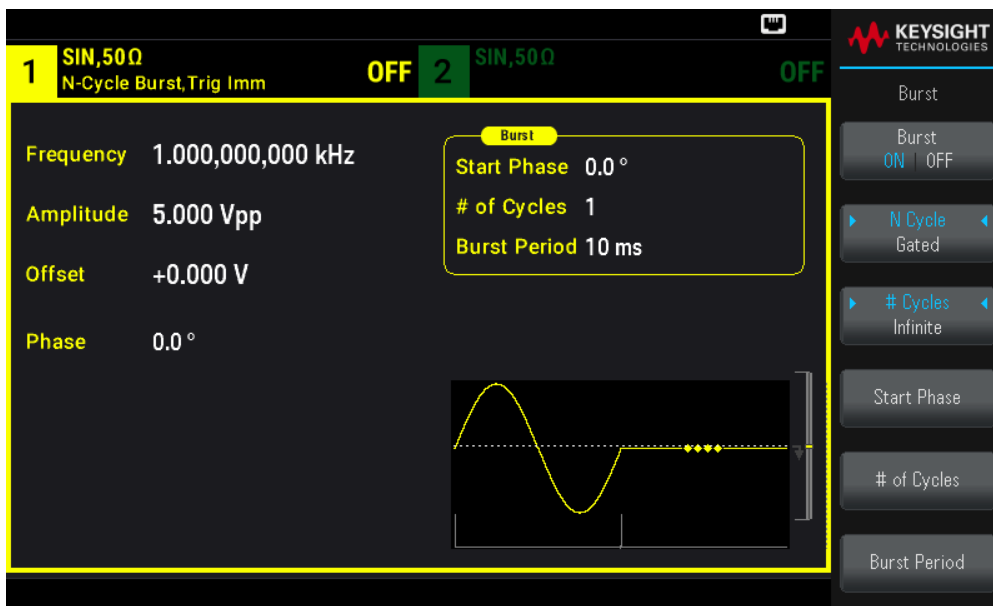 1
SIN,50Ω
N-Cycle Burst,Trig Imm
OFF
2
SIN,50Ω
OFF
Frequency 1.000,000,000 kHz
Amplitude 5.000 Vpp
Offset +0.000 V
Phase 0.0 °
Burst
Start Phase 0.0 °
# of Cycles 1
Burst Period 10 ms
KEYSIGHT
TECHNOLOGIES
Burst
Burst
ON | OFF
N Cycle
Gated
# Cycles
Infinite
Start Phase
# of Cycles
Burst Period